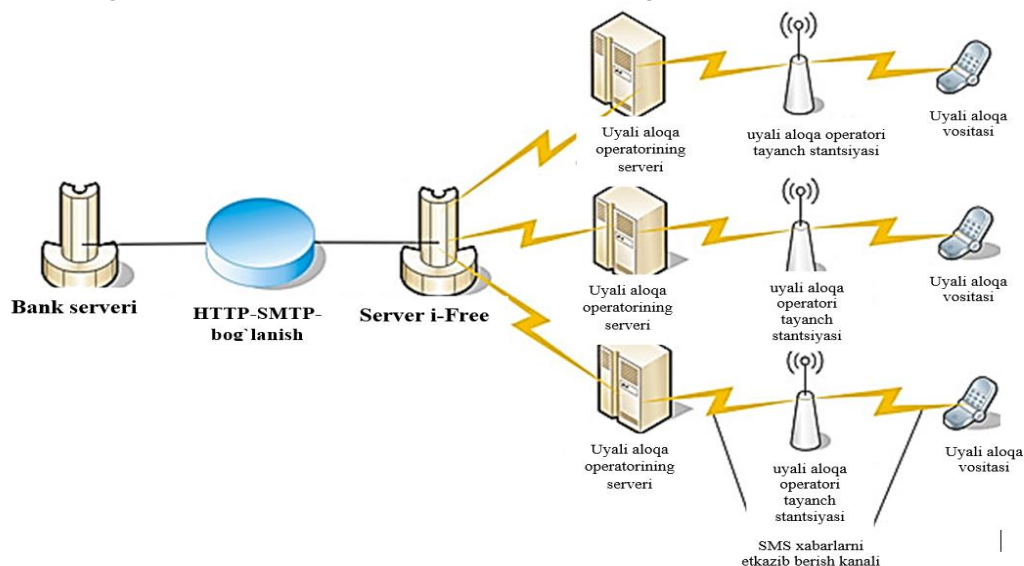 Uyali aloqa
operatorining
serveri
uyali aloqa operatori
tayanch stantsiyasi
Uyali aloqa
vositasi
Bank serveri
HTTP-SMTP-
bog`lanish
Server i-Free
Uyali aloqa
operatorining
serveri
uyali aloqa
operatori
tayanch
stantsiyasi
Uyali aloqa
vositasi
Uyali aloqa
operatorining
serveri
uyali aloqa
operatori
tayanch
stantsiyasi
Uyali aloqa
vositasi
SMS xabarlarni
etkazib berish kanali